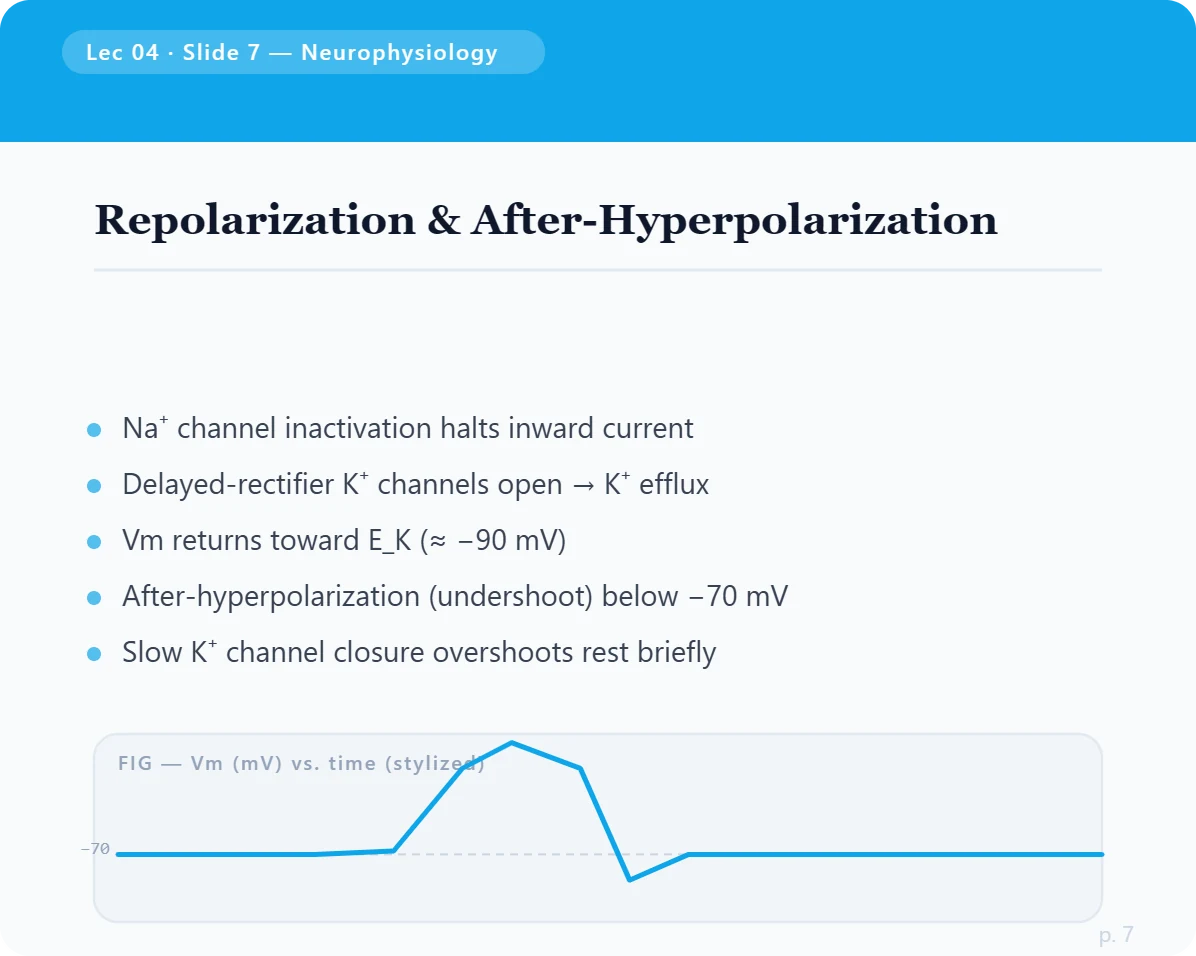 Lec 04 · Slide 7 — Neurophysiology
Repolarization & After-Hyperpolarization
Na⁺ channel inactivation halts inward current
Delayed-rectifier K⁺ channels open → K⁺ efflux
Vm returns toward E_K (≈ −90 mV)
After-hyperpolarization (undershoot) below −70 mV
Slow K⁺ channel closure overshoots rest briefly
FIG — Vm (mV) vs. time (stylized)
−70
p. 7